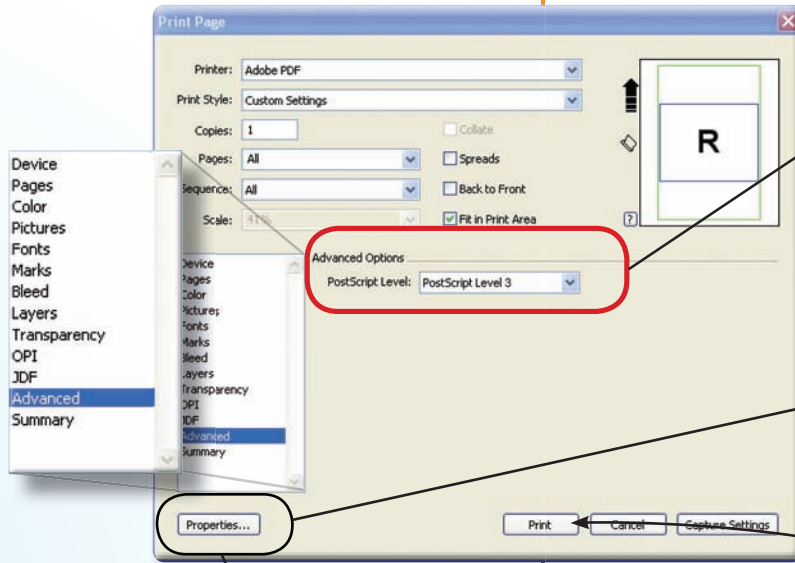 Print Page
Printer: Adobe PDF
Print Style: Custom Settings
Copies: 1 Collate
Pages: All Spreads
Sequence: All Back to Front
Scale: 41% Fit in Print Area
R
?
Device
Pages
Color
Pictures
Fonts
Marks
Bleed
Layers
Transparency
OPI
JDF
Advanced
Summary
Device
Pages
Color
Pictures
Fonts
Marks
Bleed
Layers
Transparency
OPI
JDF
Advanced
Summary
Advanced Options
PostScript Level: PostScript Level 3
Properties... Print Cancel Capture Settings